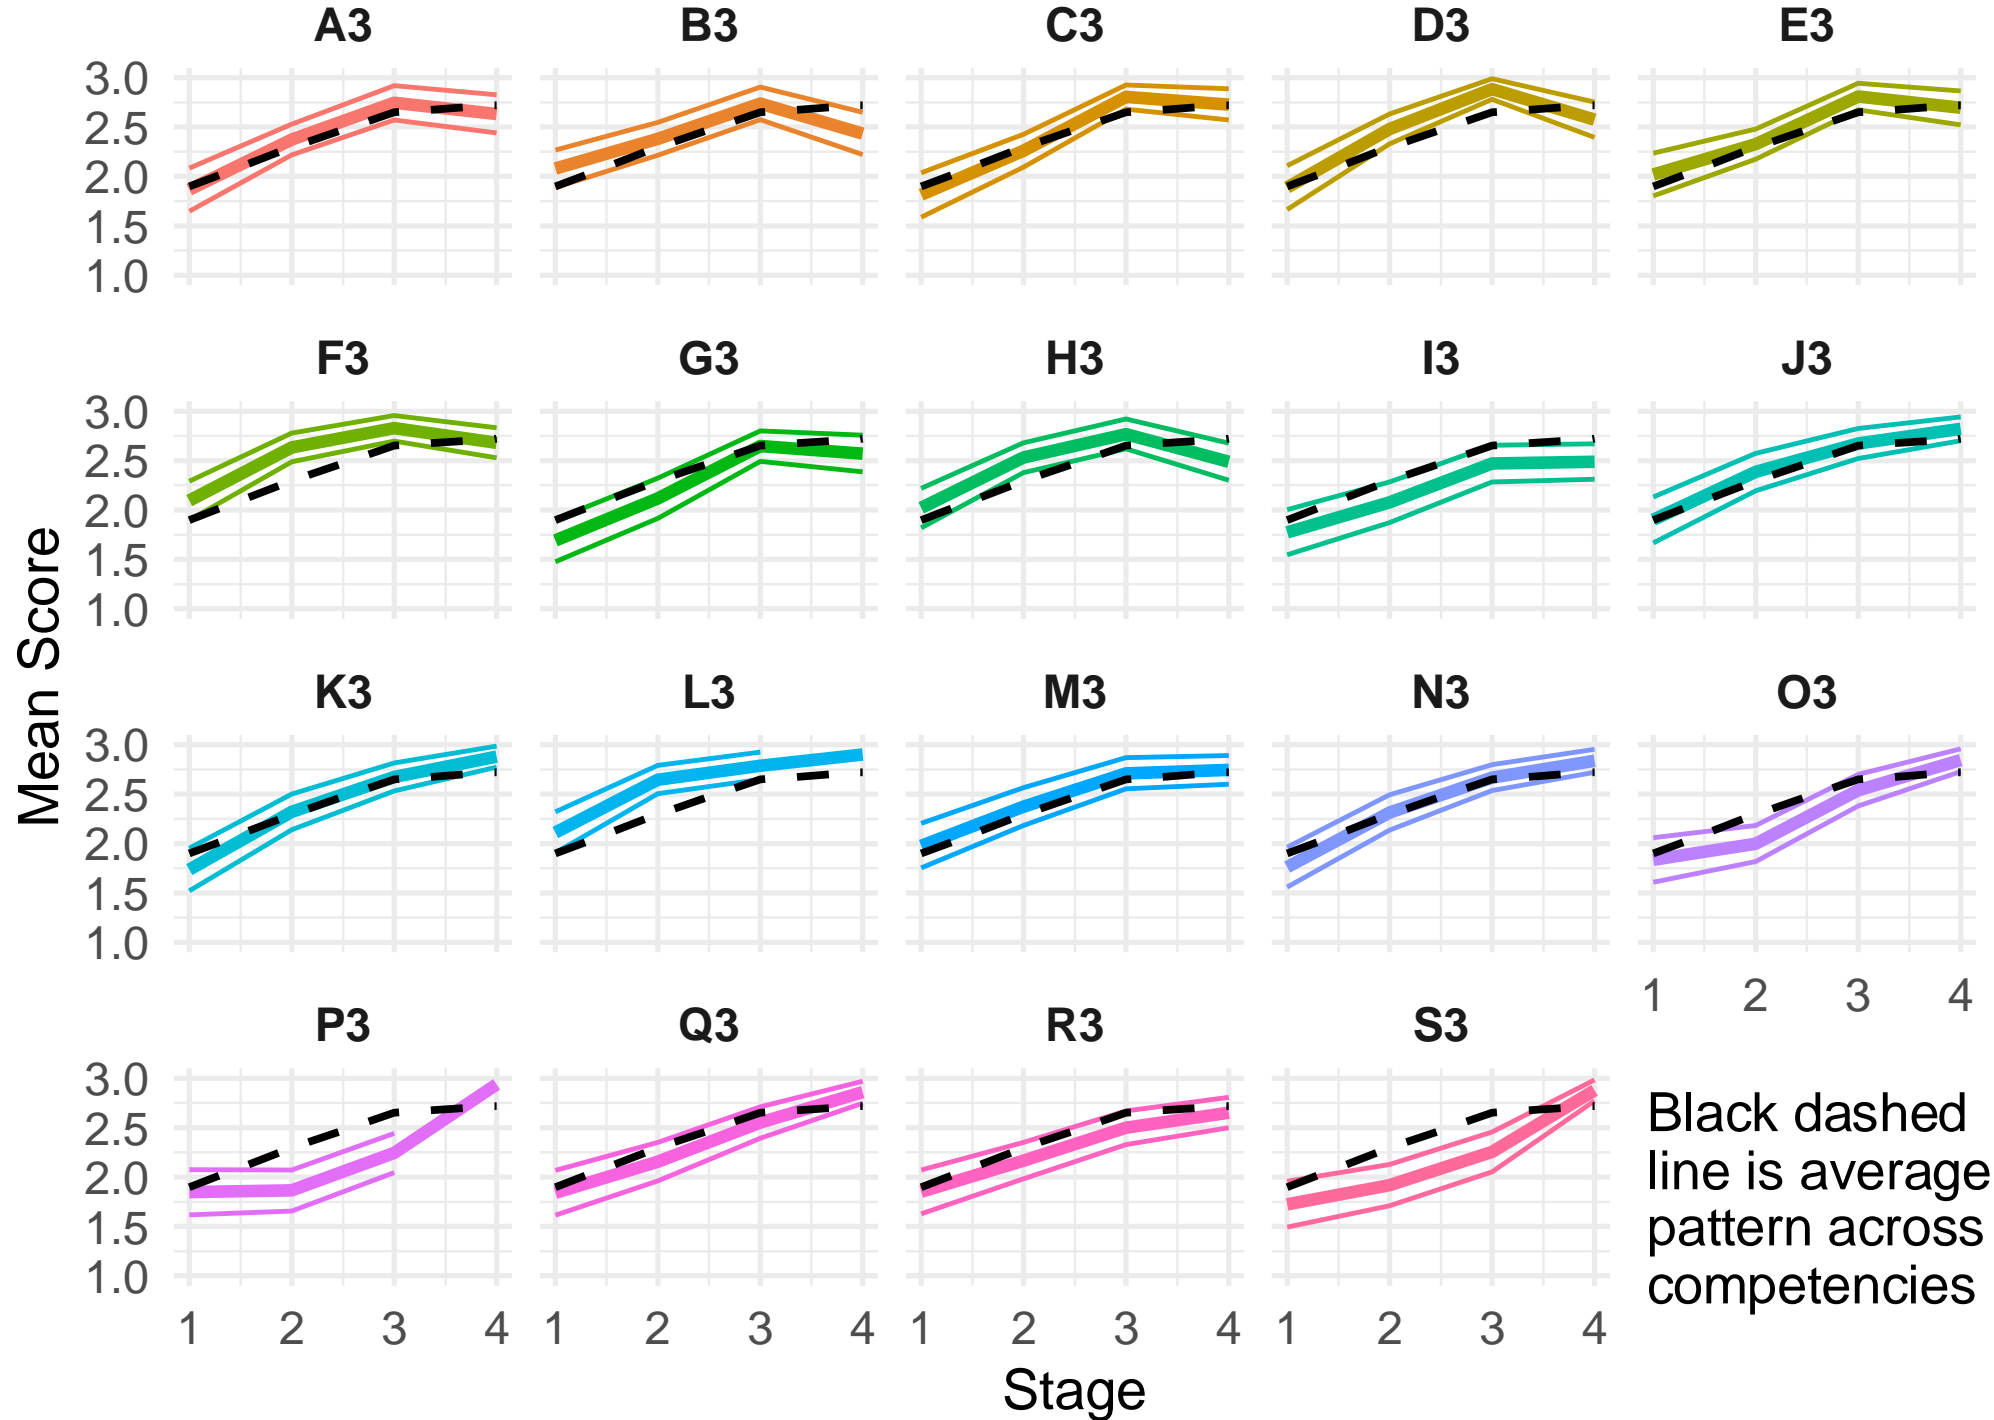 A3 B3 C3 D3 E3
3.0
2.5
2.0
1.5
1.0
F3 G3 H3 I3 J3
3.0
2.5
2.0
1.5
1.0
Mean Score
K3 L3 M3 N3 O3
3.0
2.5
2.0
1.5
1.0
1 2 3 4
P3 Q3 R3 S3
3.0
2.5
2.0
1.5
1.0
1 2 3 4 1 2 3 4 1 2 3 4 1 2 3 4
Stage
Black dashed
line is average
pattern across
competencies